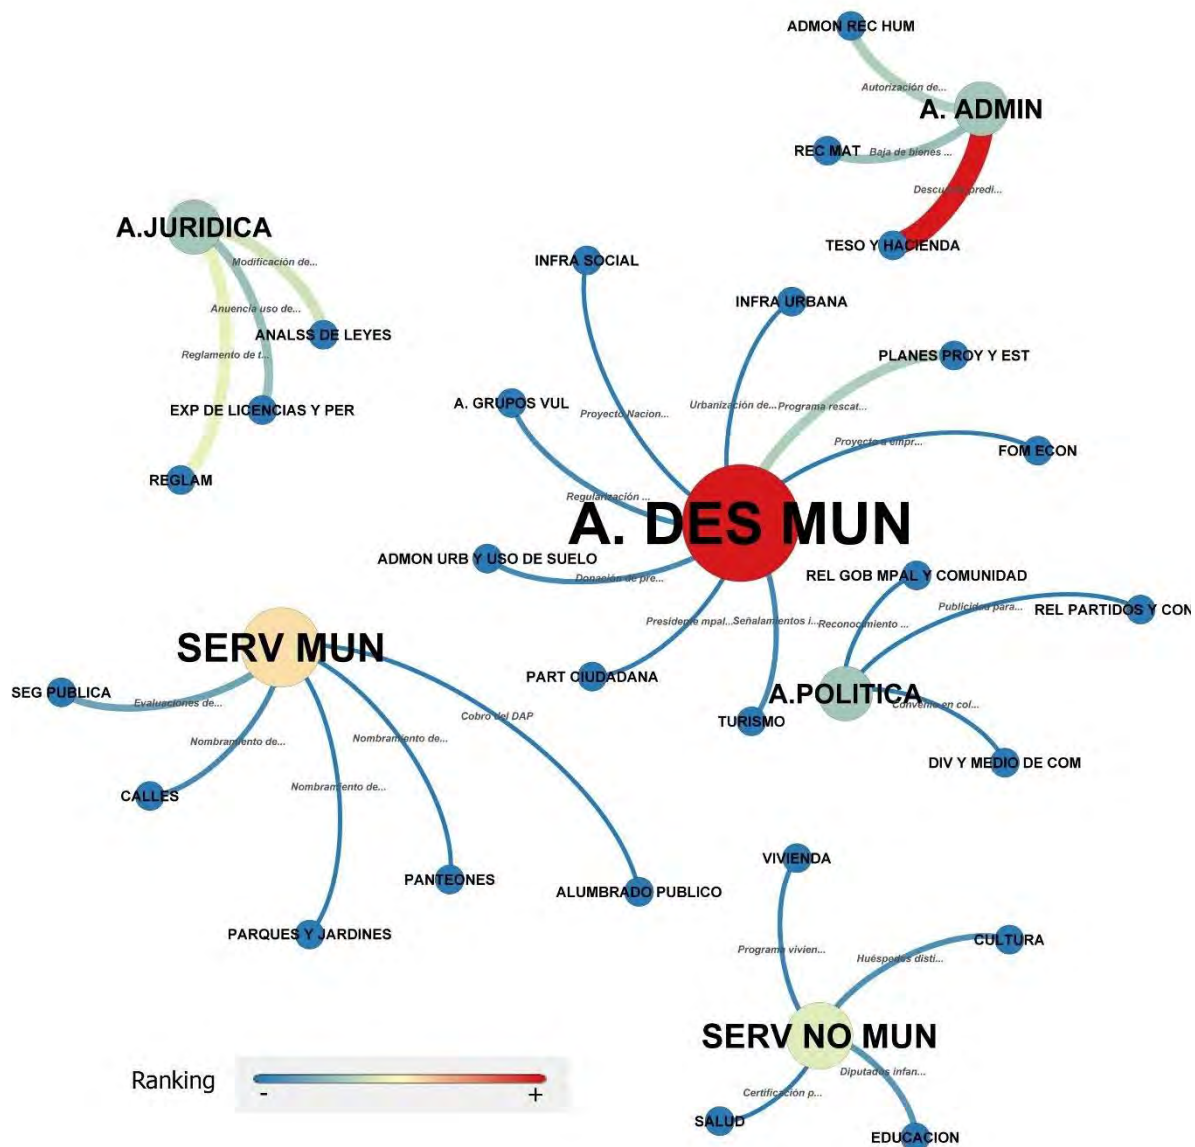 ADMON REC HUM
Autorización de...
A. ADMIN
REC MAT
Baja de bienes ...
TESO Y HACIENDA
A.JURIDICA
Modificación de...
Anuencia uso de...
ANALSS DE LEYES
Reglamento de t...
EXP DE LICENCIAS Y PER
REGLAM
INFRA SOCIAL
INFRA URBANA
PLANES PROY Y EST
A. GRUPOS VUL
Proyecto Nacion...
Urbanización de...
Programa rescat...
Proyecto a empr...
FOM ECON
Regularización ...
A. DES MUN
ADMON URB Y USO DE SUELO
Donación de pre...
REL GOB MPAL Y COMUNIDAD
Publicidad para...
REL PARTIDOS Y CON
Presidente mpal...
Señalamientos i...
Reconocimiento ...
SERV MUN
PART CIUDADANA
A.POLITICA
SEG PUBLICA
Evaluaciones de...
Convenio en col...
Cobro del DAP
TURISMO
Nombramiento de...
Nombramiento de...
DIV Y MEDIO DE COM
Nombramiento de...
CALLES
PANTEONES
ALUMBRADO PUBLICO
PARQUES Y JARDINES
VIVIENDA
CULTURA
Programa vivien...
Huéspedes disti...
SERV NO MUN
Diputados infan...
Certificación p...
SALUD
EDUCACION
Ranking
-
+